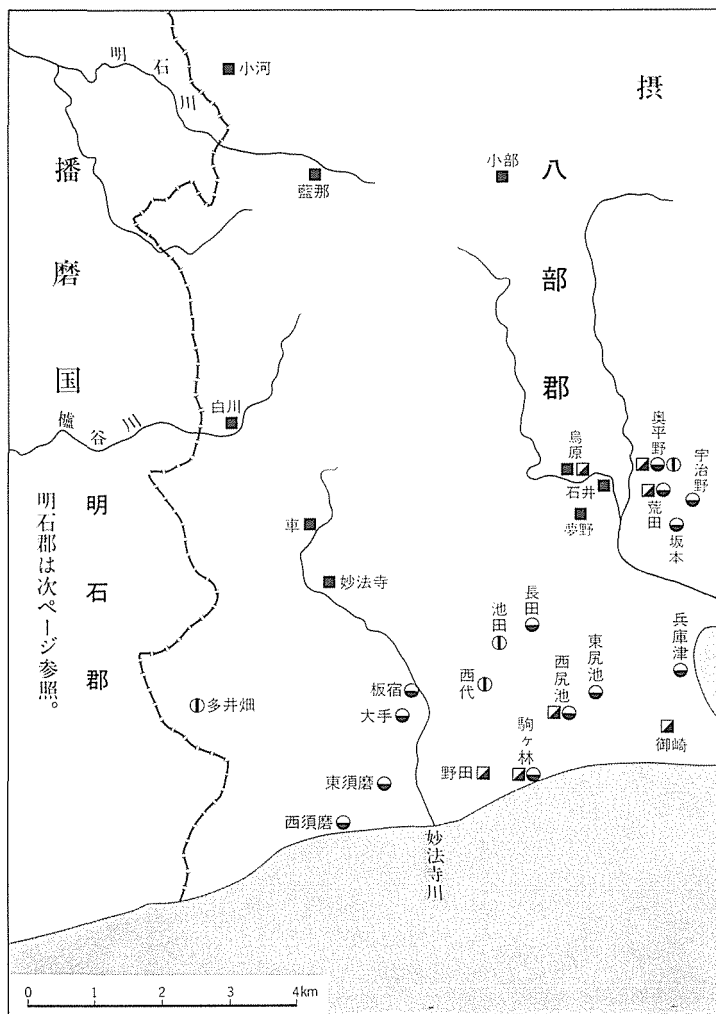 摂
八部郡
播磨国
明石郡
明石郡は次ページ参照。
明石川
小河
藍那
小部
櫨谷川
白川
烏原
石井
夢野
奥平野
宇治野
荒田
坂本
車
妙法寺
長田
池田
西代
東尻池
西尻池
兵庫津
御崎
板宿
大手
多井畑
駒ヶ林
野田
東須磨
西須磨
妙法寺川
0 1 2 3 4km